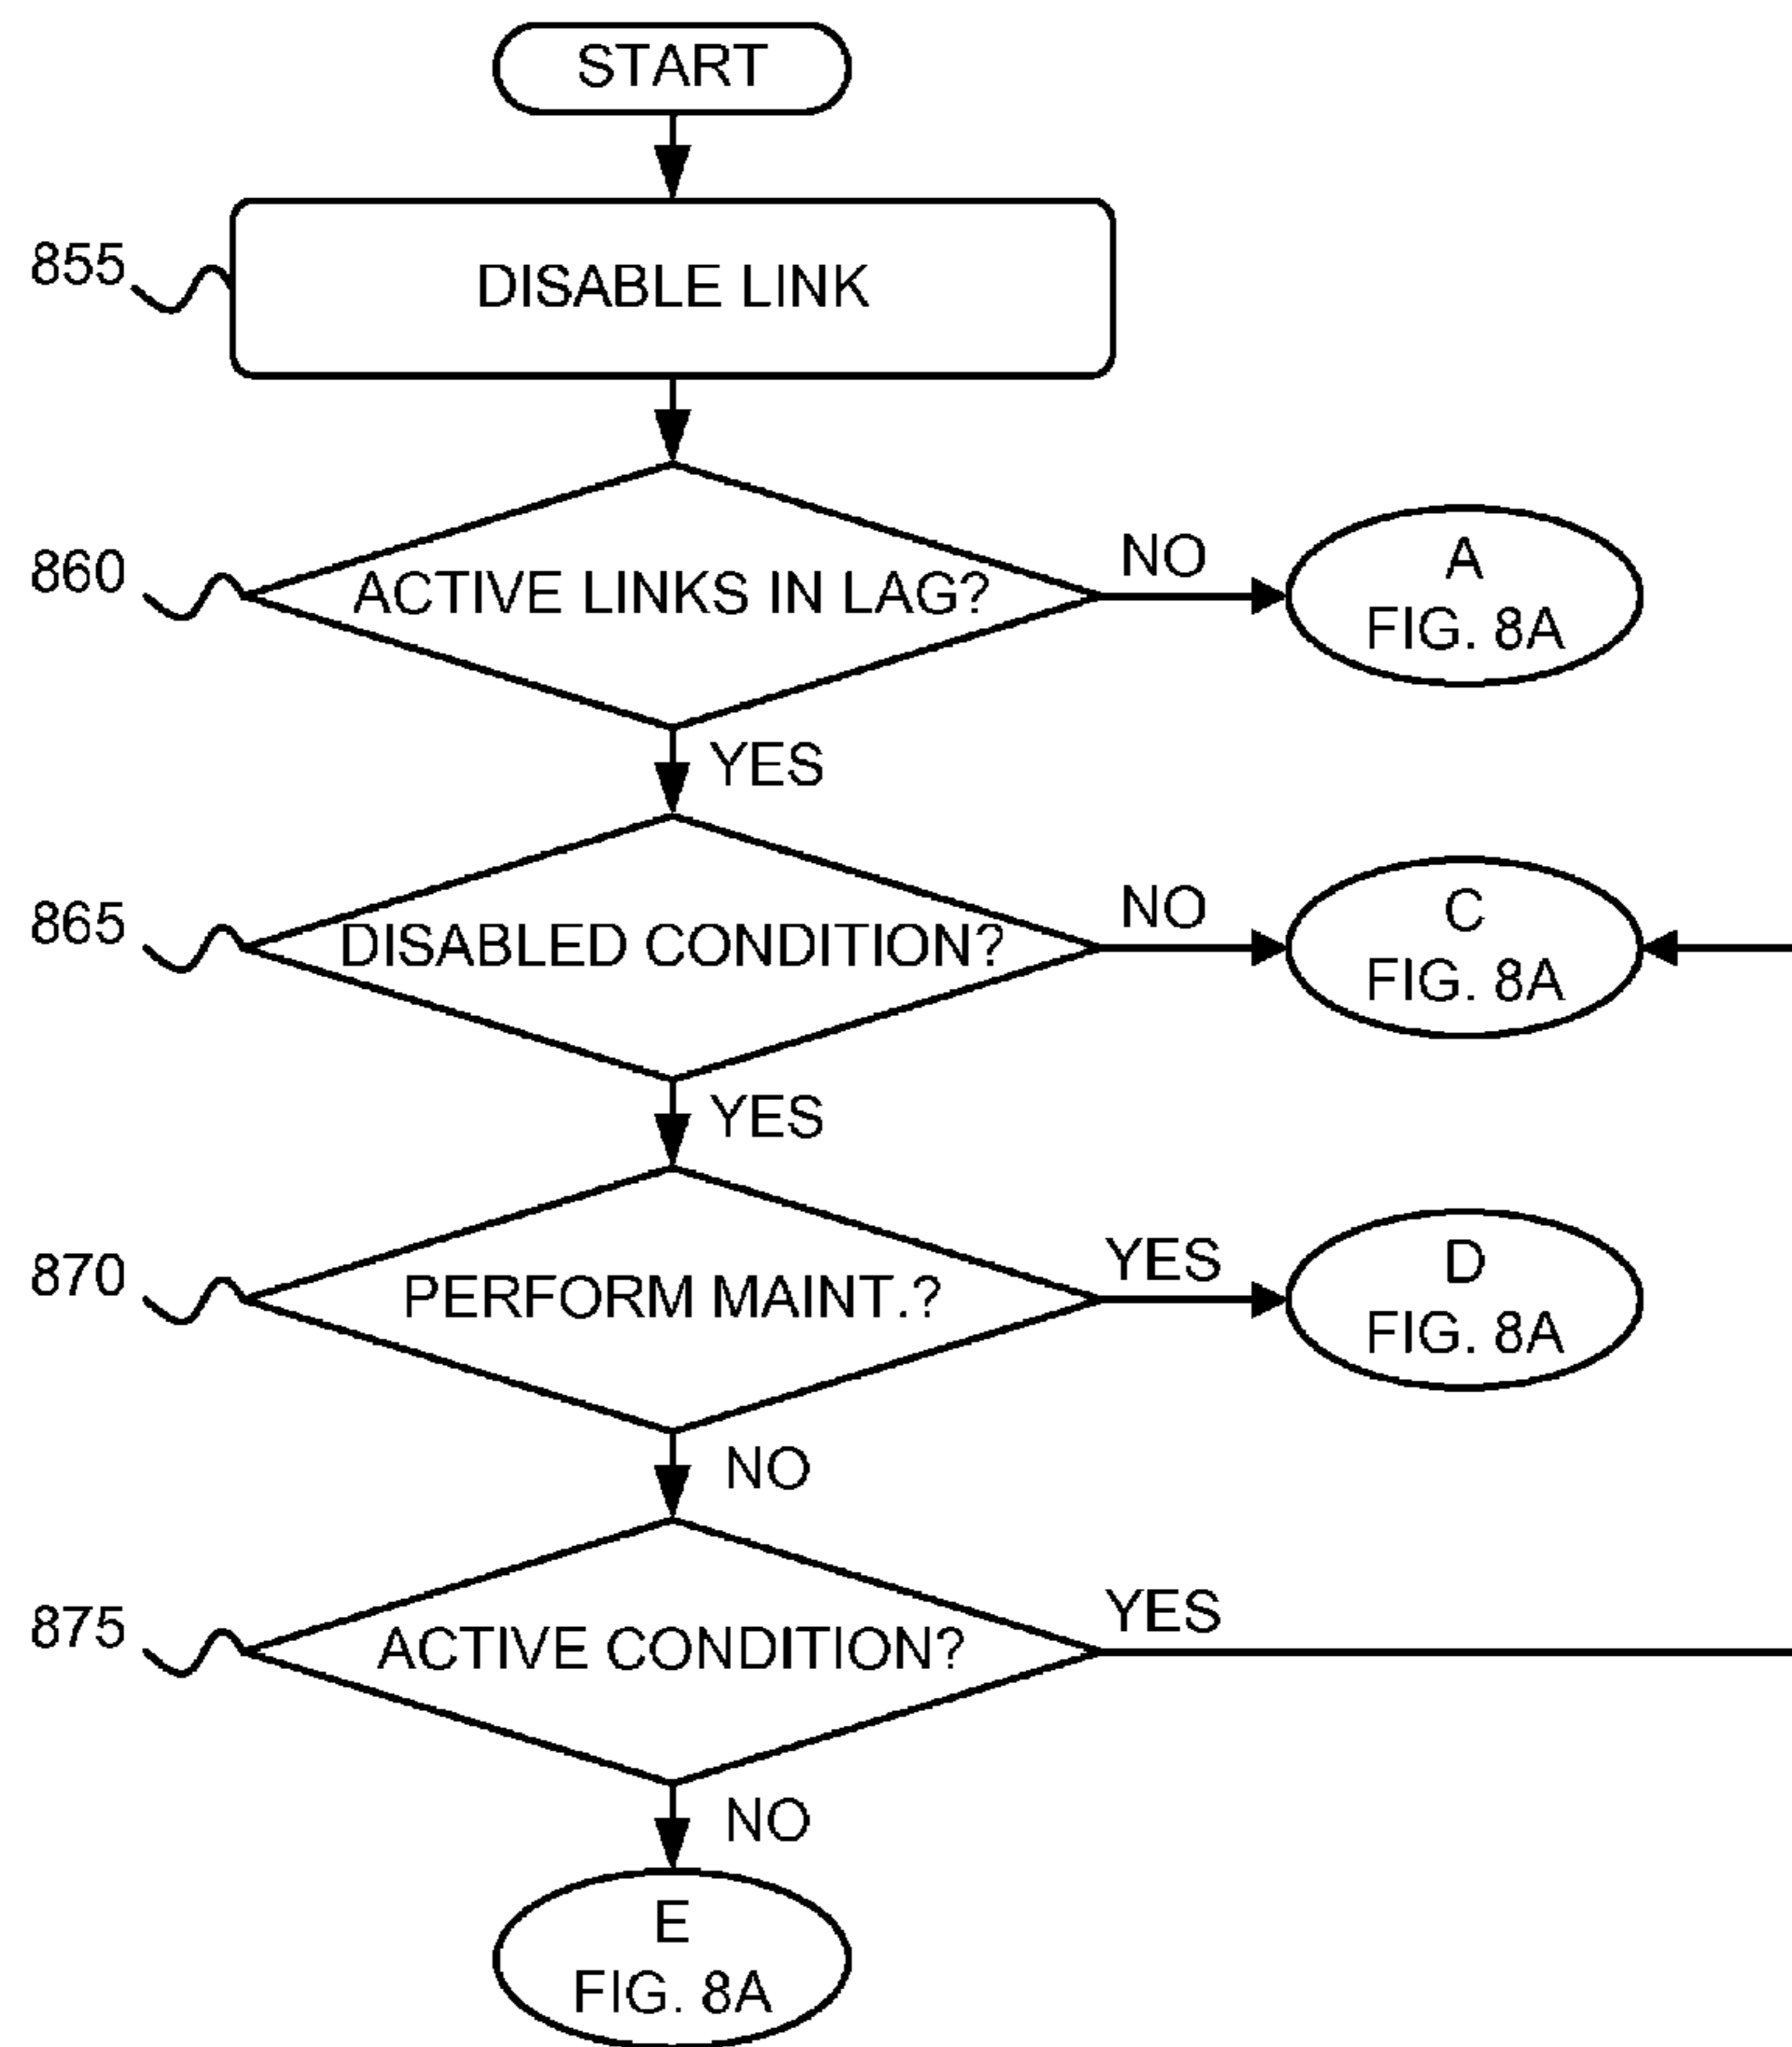 START
855
DISABLE LINK
860
ACTIVE LINKS IN LAG?
NO
A
FIG. 8A
YES
865
DISABLED CONDITION?
NO
C
FIG. 8A
YES
870
PERFORM MAINT.?
YES
D
FIG. 8A
NO
875
ACTIVE CONDITION?
YES
NO
E
FIG. 8A